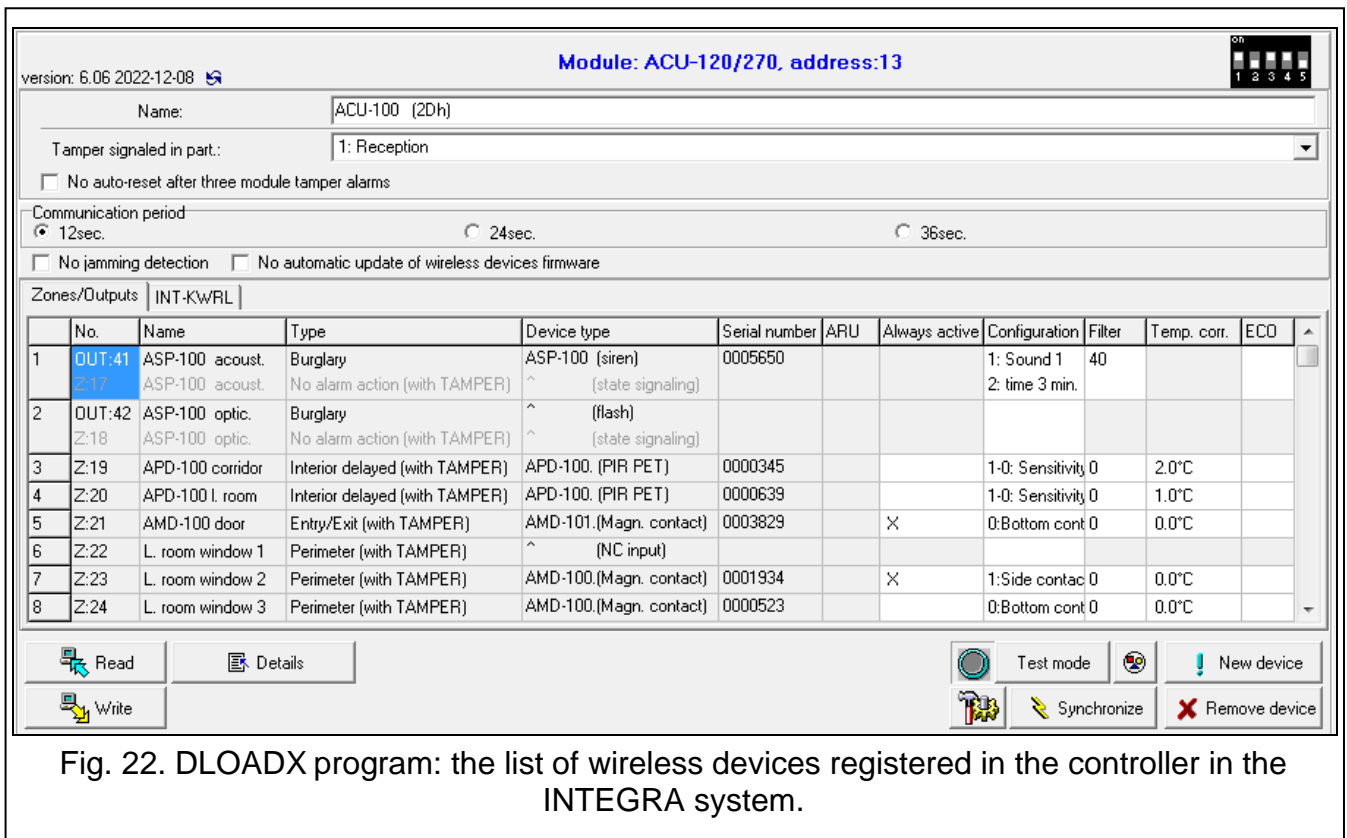 version: 6.06 2022-12-08
Module: ACU-120/270, address:13
on
1 2 3 4 5
Name: ACU-100 (2Dh)
Tamper signaled in part.: 1: Reception
No auto-reset after three module tamper alarms
Communication period
12sec. 24sec. 36sec.
No jamming detection No automatic update of wireless devices firmware
Zones/Outputs INT-KWRL
No. Name Type Device type Serial number ARU Always active Configuration Filter Temp. corr. ECO
1 OUT:41 ASP-100 acoust. Burglary ASP-100 (siren) 0005650 1: Sound 1 40
Z:17 ASP-100 acoust. No alarm action (with TAMPER) ^ (state signaling) 2: time 3 min.
2 OUT:42 ASP-100 optic. Burglary ^ (flash)
Z:18 ASP-100 optic. No alarm action (with TAMPER) ^ (state signaling)
3 Z:19 APD-100 corridor Interior delayed (with TAMPER) APD-100. (PIR PET) 0000345 1-0: Sensitivity 0 2.0°C
4 Z:20 APD-100 l. room Interior delayed (with TAMPER) APD-100. (PIR PET) 0000639 1-0: Sensitivity 0 1.0°C
5 Z:21 AMD-100 door Entry/Exit (with TAMPER) AMD-101.(Magn. contact) 0003829 X 0:Bottom cont 0 0.0°C
6 Z:22 L. room window 1 Perimeter (with TAMPER) ^ (NC input)
7 Z:23 L. room window 2 Perimeter (with TAMPER) AMD-100.(Magn. contact) 0001934 X 1:Side contac 0 0.0°C
8 Z:24 L. room window 3 Perimeter (with TAMPER) AMD-100.(Magn. contact) 0000523 0:Bottom cont 0 0.0°C
Read Details Test mode New device
Write Synchronize Remove device
Fig. 22. DLOADX program: the list of wireless devices registered in the controller in the
INTEGRA system.